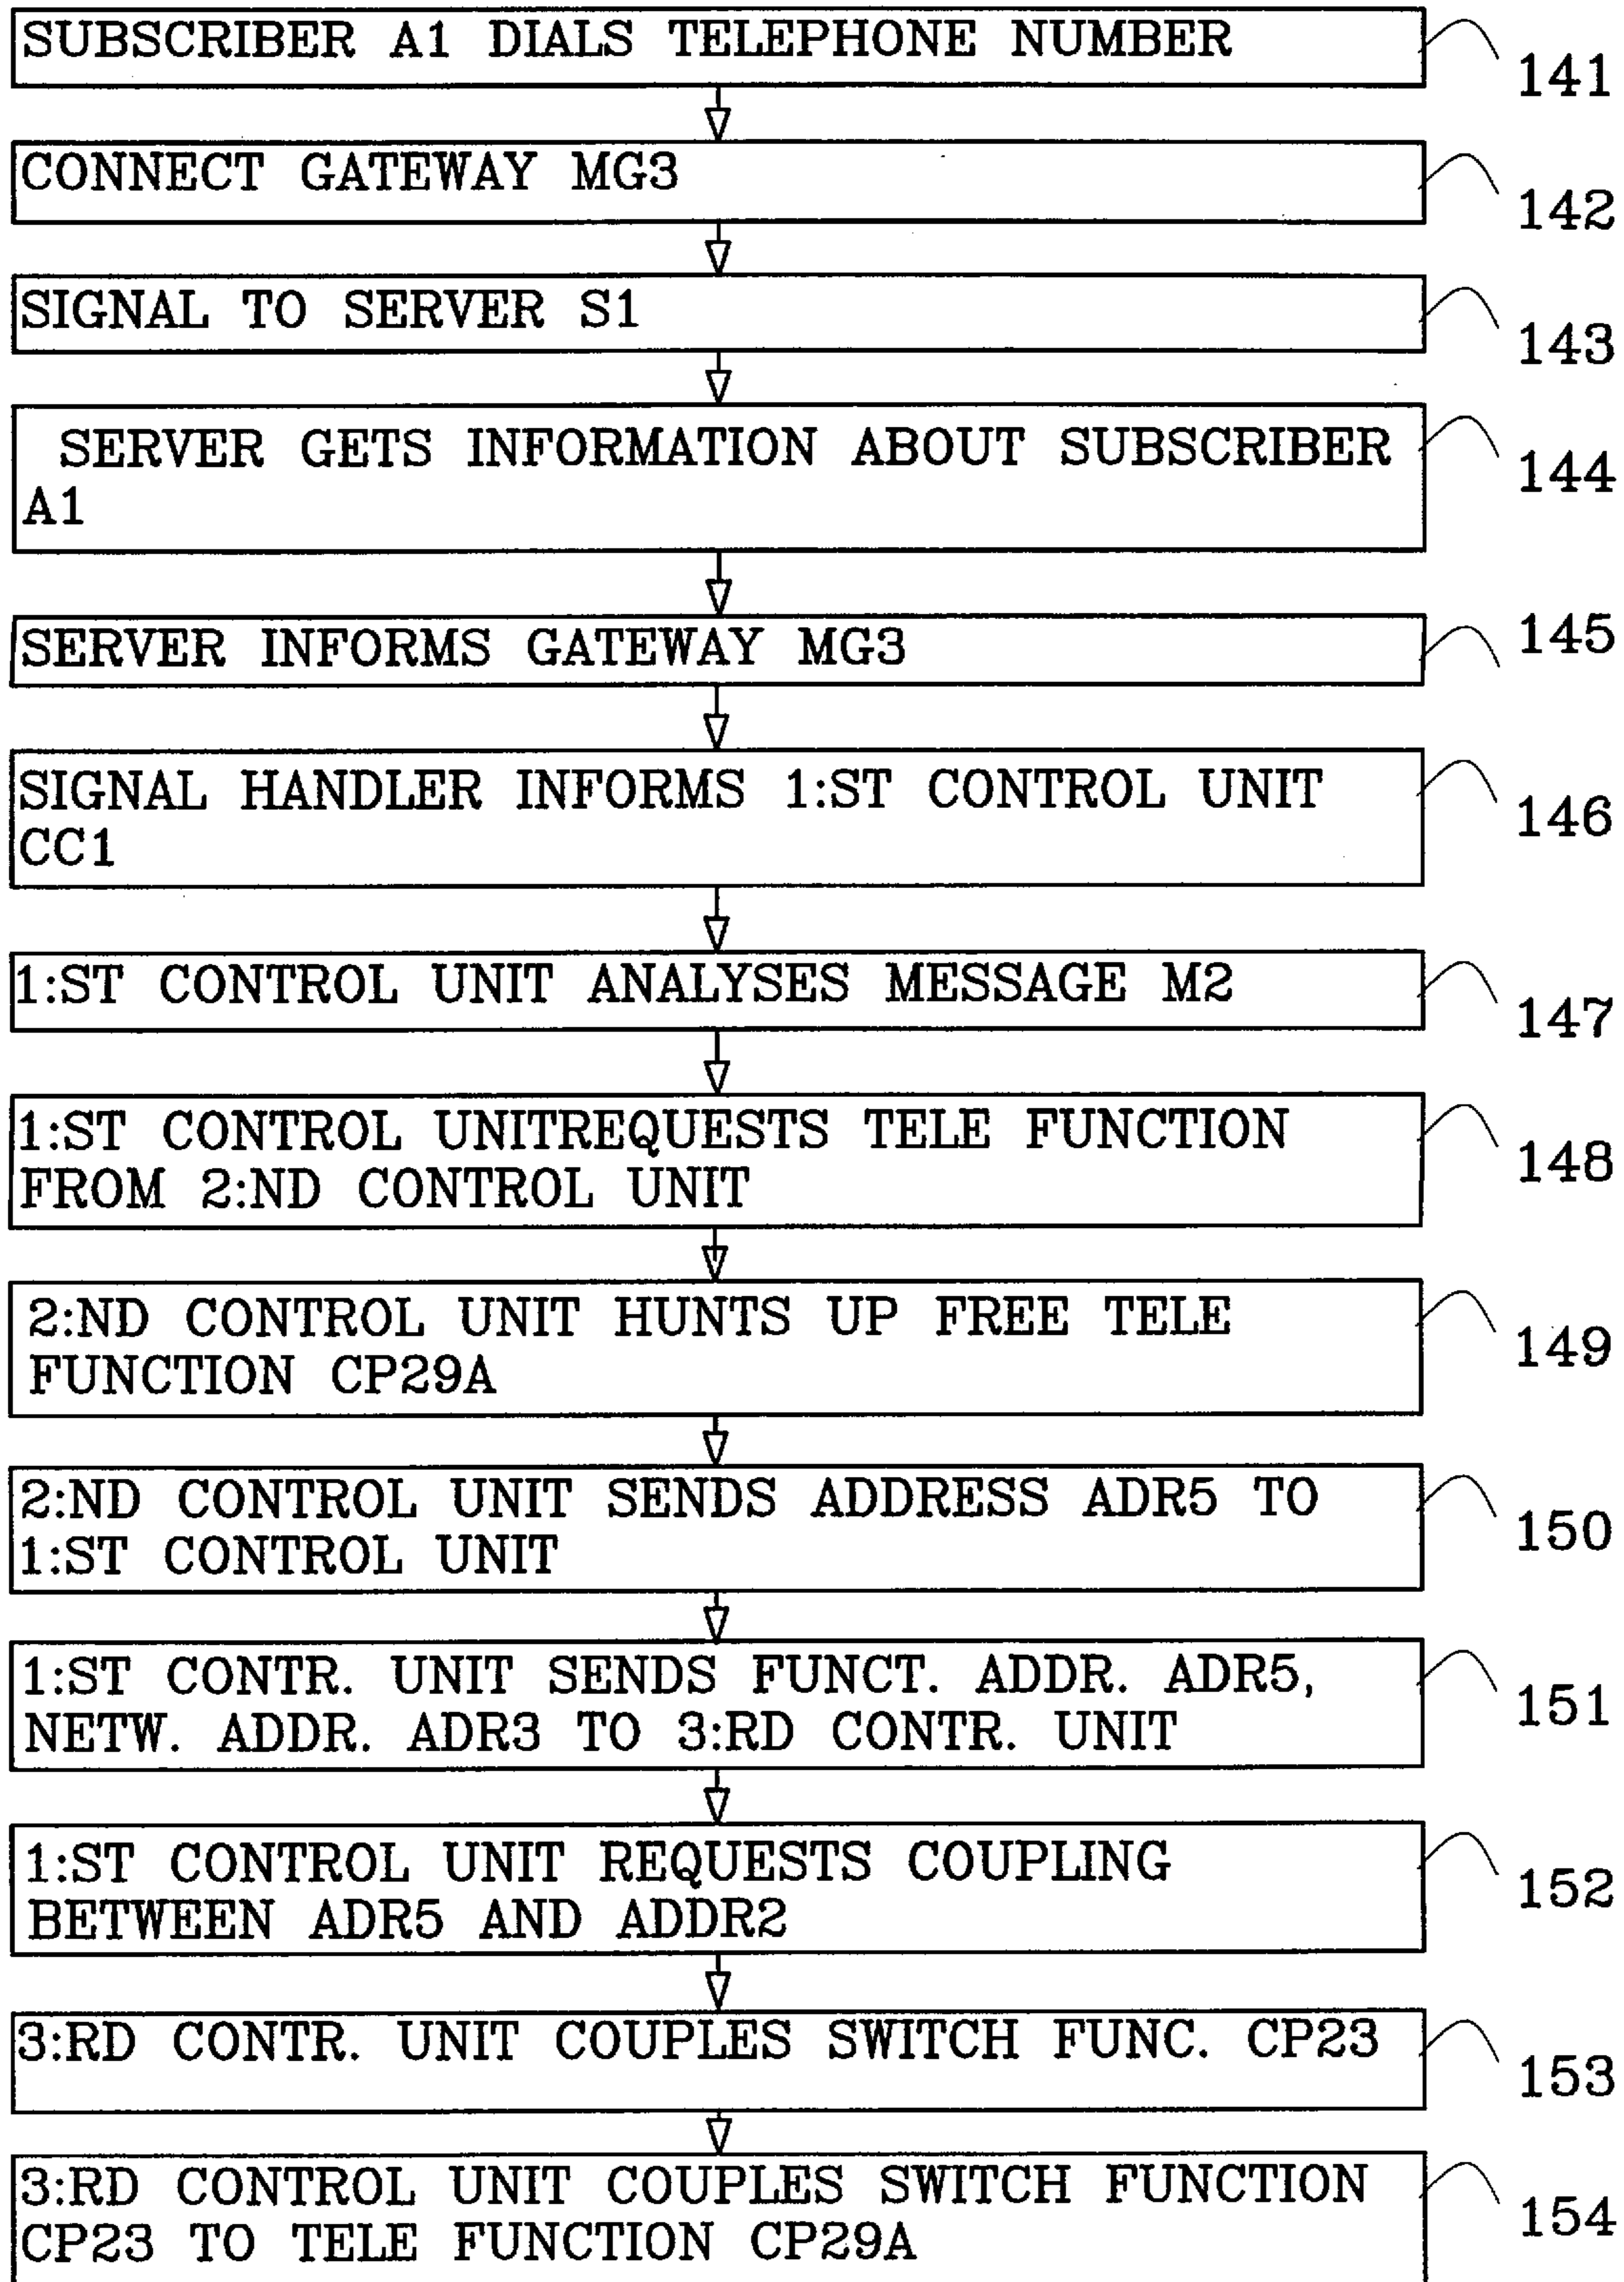 SUBSCRIBER A1 DIALS TELEPHONE NUMBER
141
CONNECT GATEWAY MG3
142
SIGNAL TO SERVER S1
143
SERVER GETS INFORMATION ABOUT SUBSCRIBER
A1
144
SERVER INFORMS GATEWAY MG3
145
SIGNAL HANDLER INFORMS 1:ST CONTROL UNIT
CC1
146
1:ST CONTROL UNIT ANALYSES MESSAGE M2
147
1:ST CONTROL UNITREQUESTS TELE FUNCTION
FROM 2:ND CONTROL UNIT
148
2:ND CONTROL UNIT HUNTS UP FREE TELE
FUNCTION CP29A
149
2:ND CONTROL UNIT SENDS ADDRESS ADR5 TO
1:ST CONTROL UNIT
150
1:ST CONTR. UNIT SENDS FUNCT. ADDR. ADR5,
NETW. ADDR. ADR3 TO 3:RD CONTR. UNIT
151
1:ST CONTROL UNIT REQUESTS COUPLING
BETWEEN ADR5 AND ADDR2
152
3:RD CONTR. UNIT COUPLES SWITCH FUNC. CP23
153
3:RD CONTROL UNIT COUPLES SWITCH FUNCTION
CP23 TO TELE FUNCTION CP29A
154